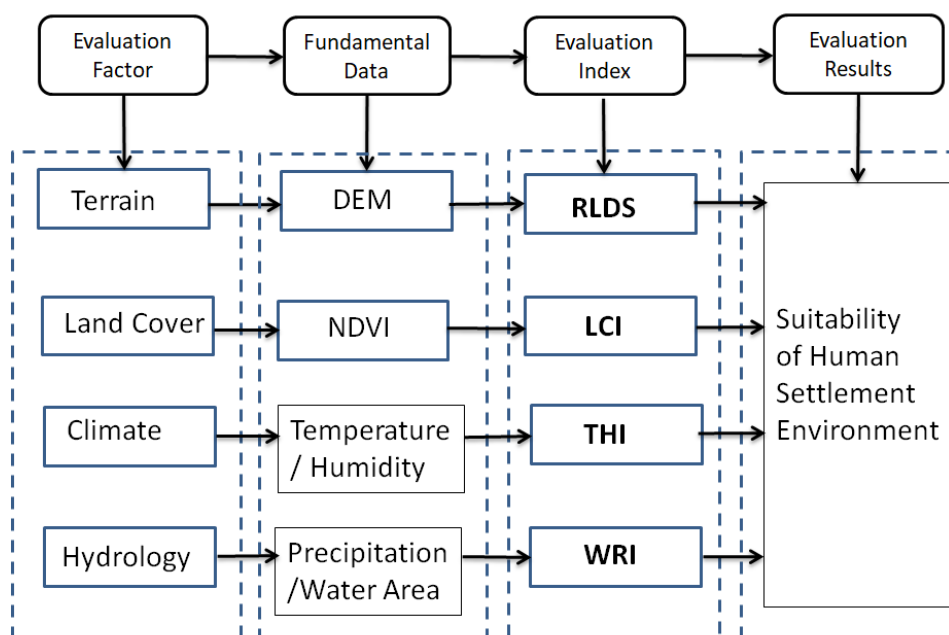 Evaluation
Factor
Fundamental
Data
Evaluation
Index
Evaluation
Results
Terrain
DEM
RLDS
Land Cover
NDVI
LCI
Climate
Temperature
/ Humidity
THI
Hydrology
Precipitation
/Water Area
WRI
Suitability
of Human
Settlement
Environment